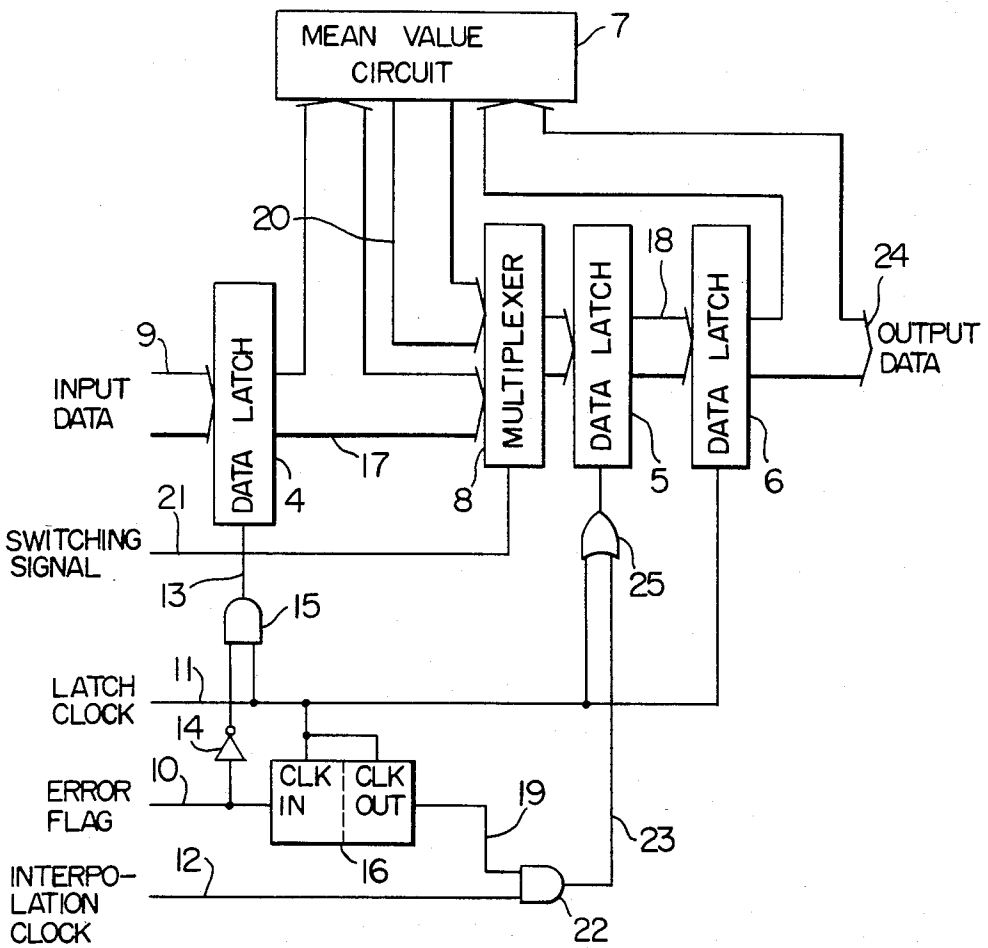 MEAN VALUE
CIRCUIT
7
20
18
24
9
INPUT
DATA
DATA LATCH
4
17
MULTIPLEXER
8
DATA LATCH
5
DATA LATCH
6
OUTPUT
DATA
21
SWITCHING
SIGNAL
13
15
25
11
LATCH
CLOCK
14
10
ERROR
FLAG
CLK
IN
CLK
OUT
16
19
23
12
INTERPO-
LATION
CLOCK
22